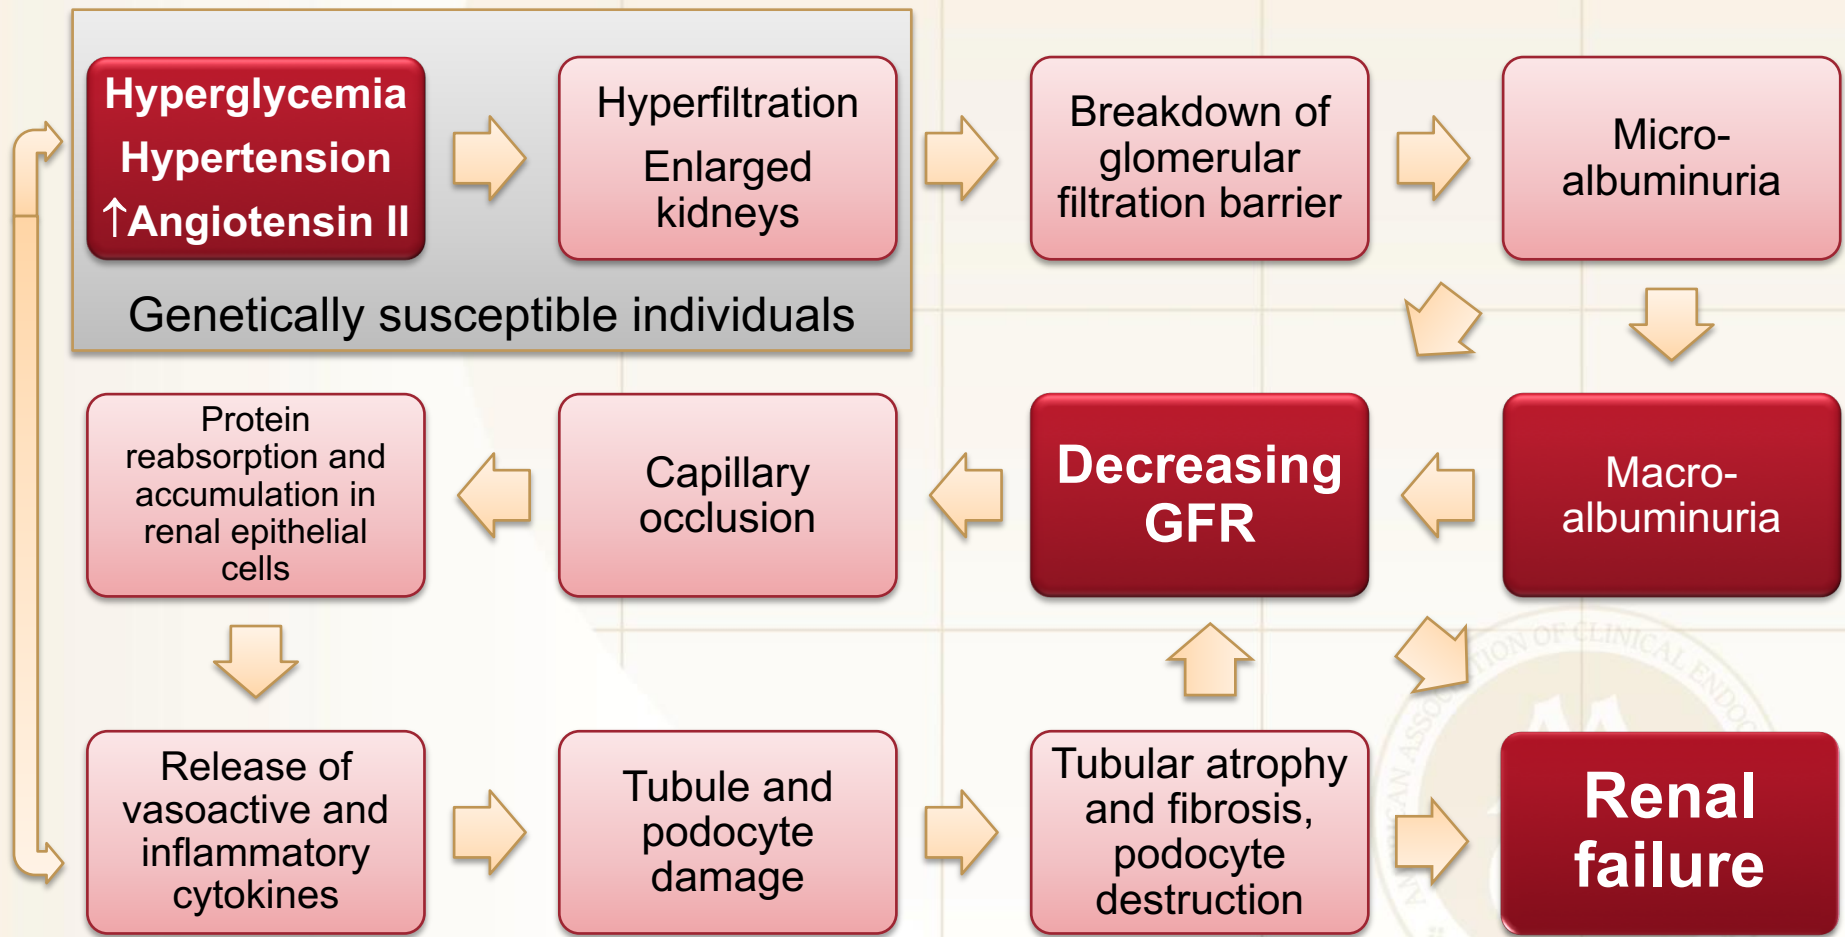 Hyperglycemia
Hypertension
↑Angiotensin II
Hyperfiltration
Enlarged
kidneys
Genetically susceptible individuals
Breakdown of
glomerular
filtration barrier
Micro-
albuminuria
Protein
reabsorption and
accumulation in
renal epithelial
cells
Capillary
occlusion
Decreasing
GFR
Macro-
albuminuria
Release of
vasoactive and
inflammatory
cytokines
Tubule and
podocyte
damage
Tubular atrophy
and fibrosis,
podocyte
destruction
Renal
failure
OF CLINICAL